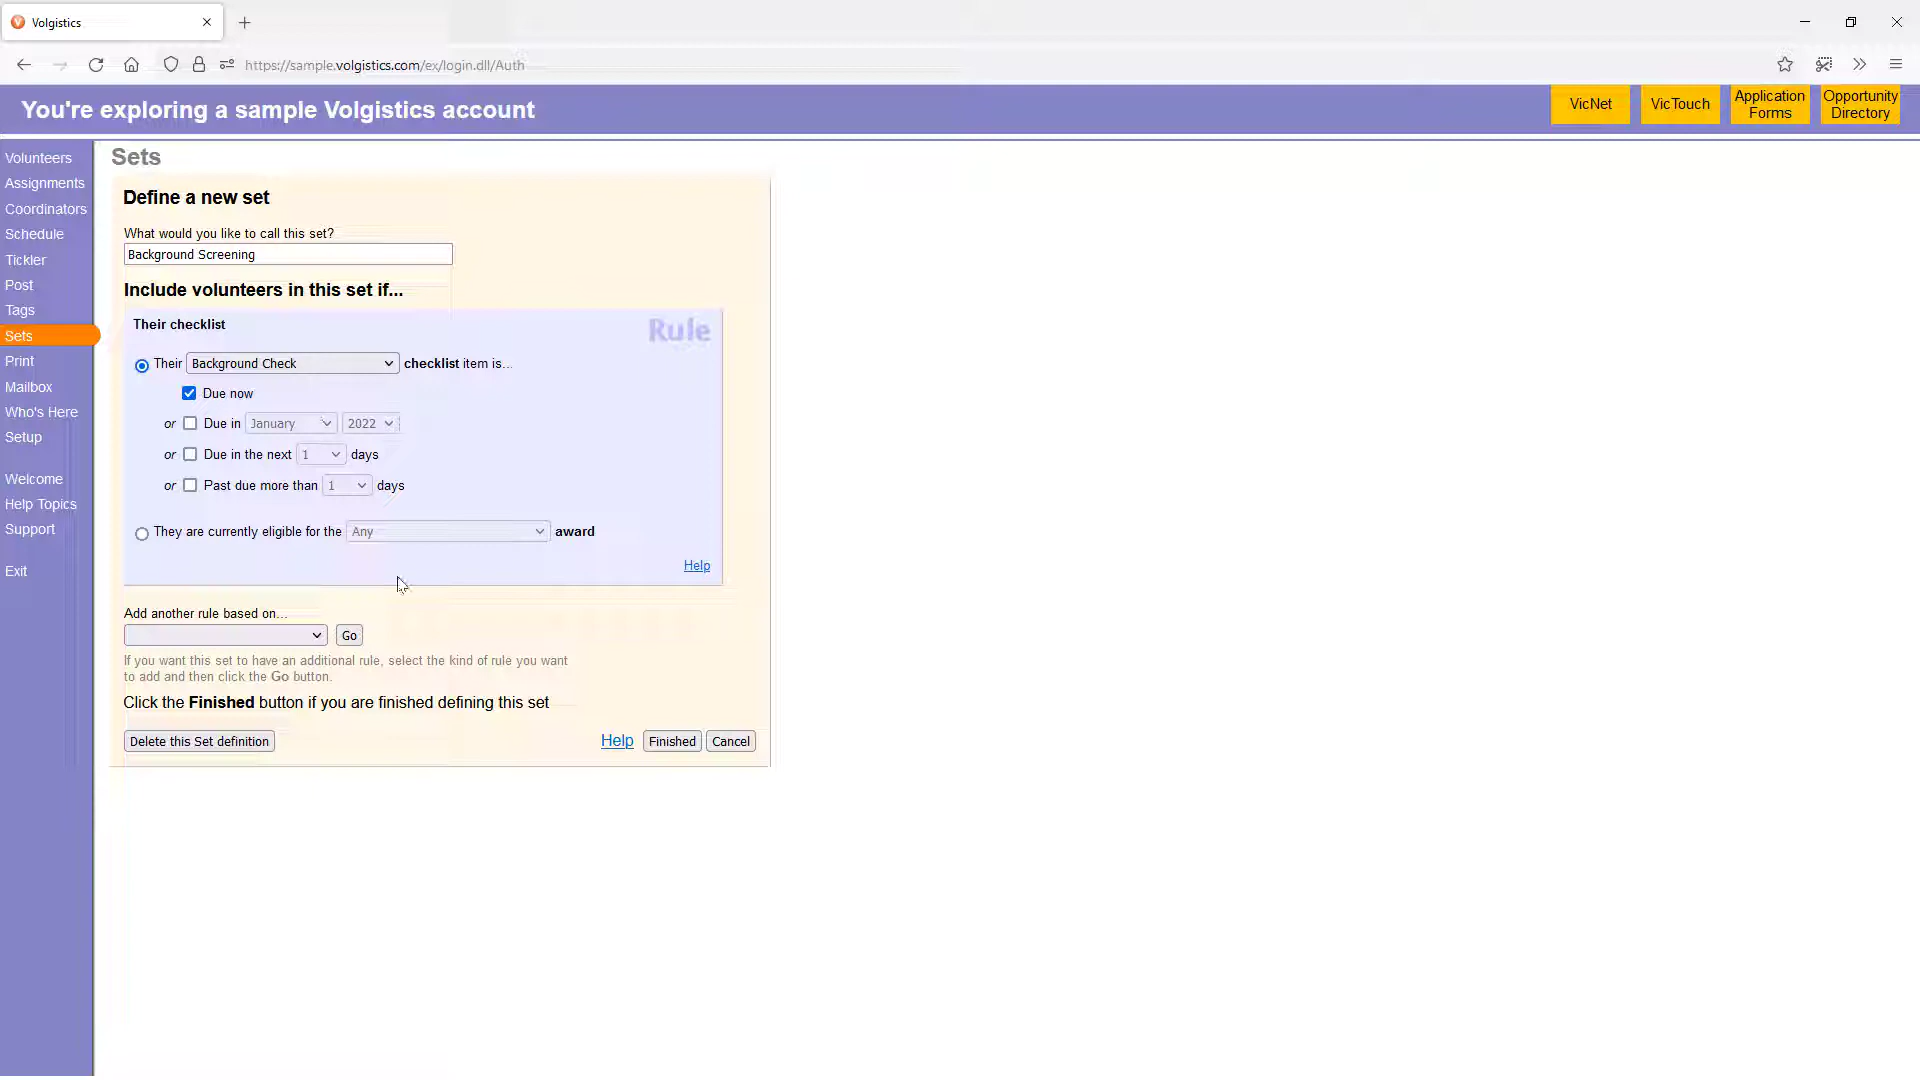 Volgistics
https://sample.volgistics.com/ex/login.dll/Auth
You're exploring a sample Volgistics account
VicNet
VicTouch
Application
Forms
Opportunity
Directory
Volunteers
Assignments
Coordinators
Schedule
Tickler
Post
Tags
Sets
Print
Mailbox
Who's Here
Setup
Welcome
Help Topics
Support
Exit
Sets
Define a new set
What would you like to call this set?
Background Screening
Include volunteers in this set if...
Their checklist
Rule
Their Background Check checklist item is...
Due now
or Due in January 2022
or Due in the next 1 days
or Past due more than 1 days
They are currently eligible for the Any award
Help
Add another rule based on...
Go
If you want this set to have an additional rule, select the kind of rule you want
to add and then click the Go button.
Click the Finished button if you are finished defining this set
Delete this Set definition
Help
Finished
Cancel